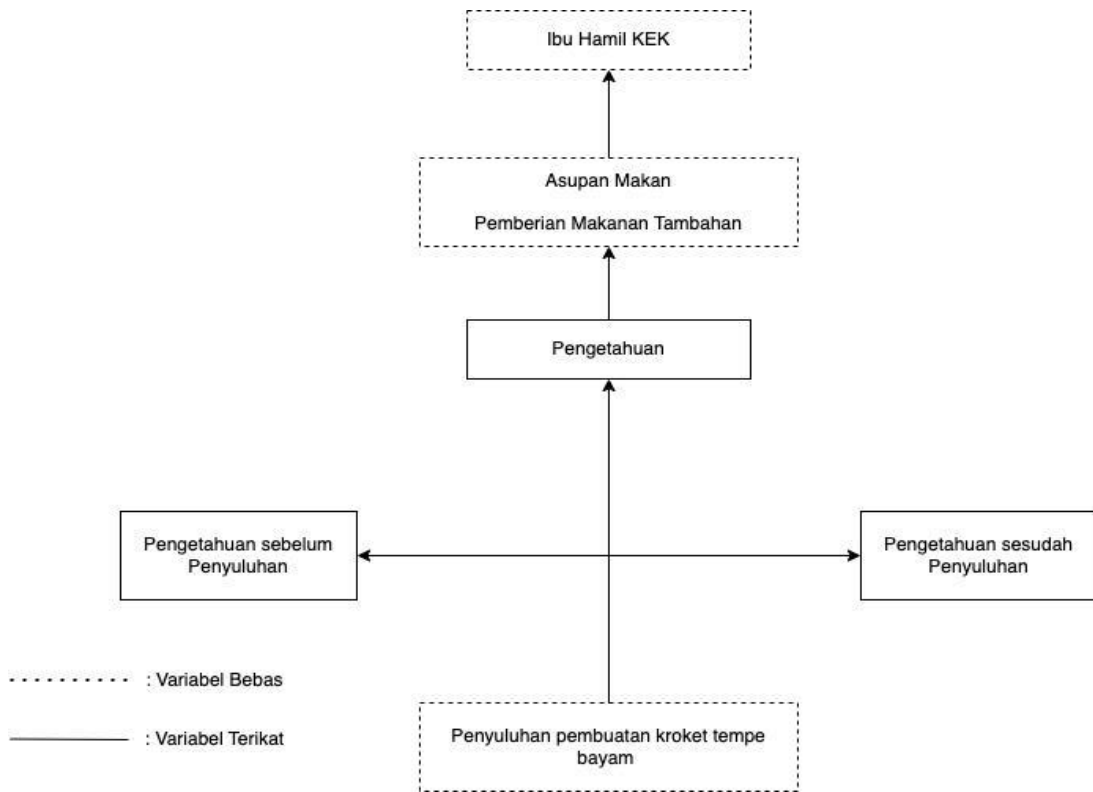 Ibu Hamil KEK
Asupan Makan
Pemberian Makanan Tambahan
Pengetahuan
Pengetahuan sebelum
Penyuluhan
Pengetahuan sesudah
Penyuluhan
: Variabel Bebas
: Variabel Terikat
Penyuluhan pembuatan kroket tempe
bayam